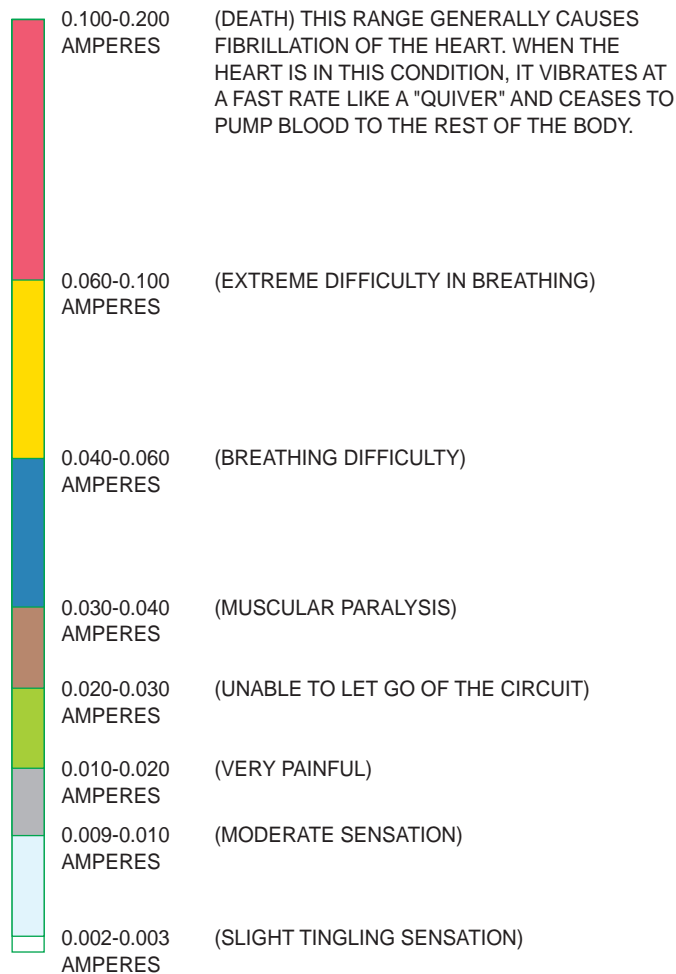 0.100-0.200 (DEATH) THIS RANGE GENERALLY CAUSES
AMPERES FIBRILLATION OF THE HEART. WHEN THE
HEART IS IN THIS CONDITION, IT VIBRATES AT
A FAST RATE LIKE A "QUIVER" AND CEASES TO
PUMP BLOOD TO THE REST OF THE BODY.
0.060-0.100 (EXTREME DIFFICULTY IN BREATHING)
AMPERES
0.040-0.060 (BREATHING DIFFICULTY)
AMPERES
0.030-0.040 (MUSCULAR PARALYSIS)
AMPERES
0.020-0.030 (UNABLE TO LET GO OF THE CIRCUIT)
AMPERES
0.010-0.020 (VERY PAINFUL)
AMPERES
0.009-0.010 (MODERATE SENSATION)
AMPERES
0.002-0.003 (SLIGHT TINGLING SENSATION)
AMPERES